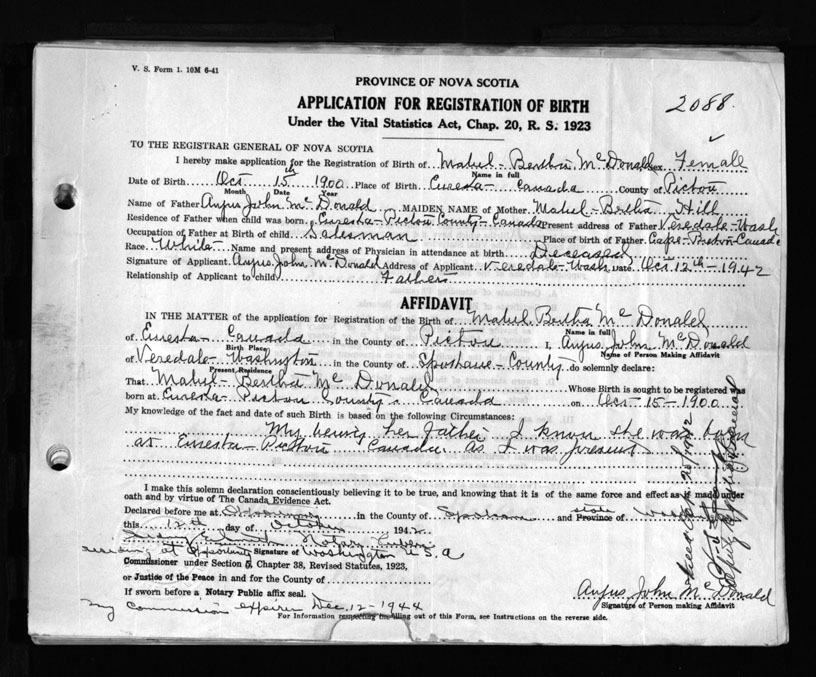 V. S. Form 1. 10M 6-41
PROVINCE OF NOVA SCOTIA
APPLICATION FOR REGISTRATION OF BIRTH
2088.
Under the Vital Statistics Act, Chap. 20, R. S. 1923
TO THE REGISTRAR GENERAL OF NOVA SCOTIA
I hereby make application for the Registration of Birth of Mabel - Bertha McDonald sex Female
Name in full
Date of Birth Oct 15th 1900 Place of Birth Canada County of Pictou
Month Date Year
Name of Father Angus John McDonald MAIDEN NAME of Mother Mabel - Bertha Hill
Residence of Father when child was born Pictou County - Canada Present address of Father Veredale - Wash
Occupation of Father at Birth of child Salesman Place of birth of Father Cape - Breton - Canada
Race White - Name and present address of Physician in attendance at birth Deceased
Signature of Applicant Angus John McDonald Address of Applicant Veredale - Wash Date Oct 12th - 1942
Relationship of Applicant to child Father
AFFIDAVIT
IN THE MATTER of the application for Registration of the Birth of Mabel Bertha McDonald
Name in full
of Canada in the County of Pictou I, Angus John McDonald
Birth Place Name of Person Making Affidavit
of Veredale - Washington in the County of Spokane - County do solemnly declare:
Present Residence
That Mabel - Bertha McDonald Whose Birth is sought to be registered was
born at Pictou County - Canada on Oct - 15 - 1900
My knowledge of the fact and date of such Birth is based on the following Circumstances:
My being her father I know she was born
at Pictou Canada as I was present
I make this solemn declaration conscientiously believing it to be true, and knowing that it is of the same force and effect as if made under
oath and by virtue of The Canada Evidence Act.
Declared before me at in the County of Spokane and state Province of
this 12th day of October 1942
Notary Public
residing at Opportunity Signature of Washington U.S.A
Commissioner under Section 5, Chapter 38, Revised Statutes, 1923,
or Justice of the Peace in and for the County of
If sworn before a Notary Public affix seal.
Angus John McDonald
Signature of Person making Affidavit
My Commission expires Dec. 12 - 1944
For Information respecting the filling out of this Form, see Instructions on the reverse side.